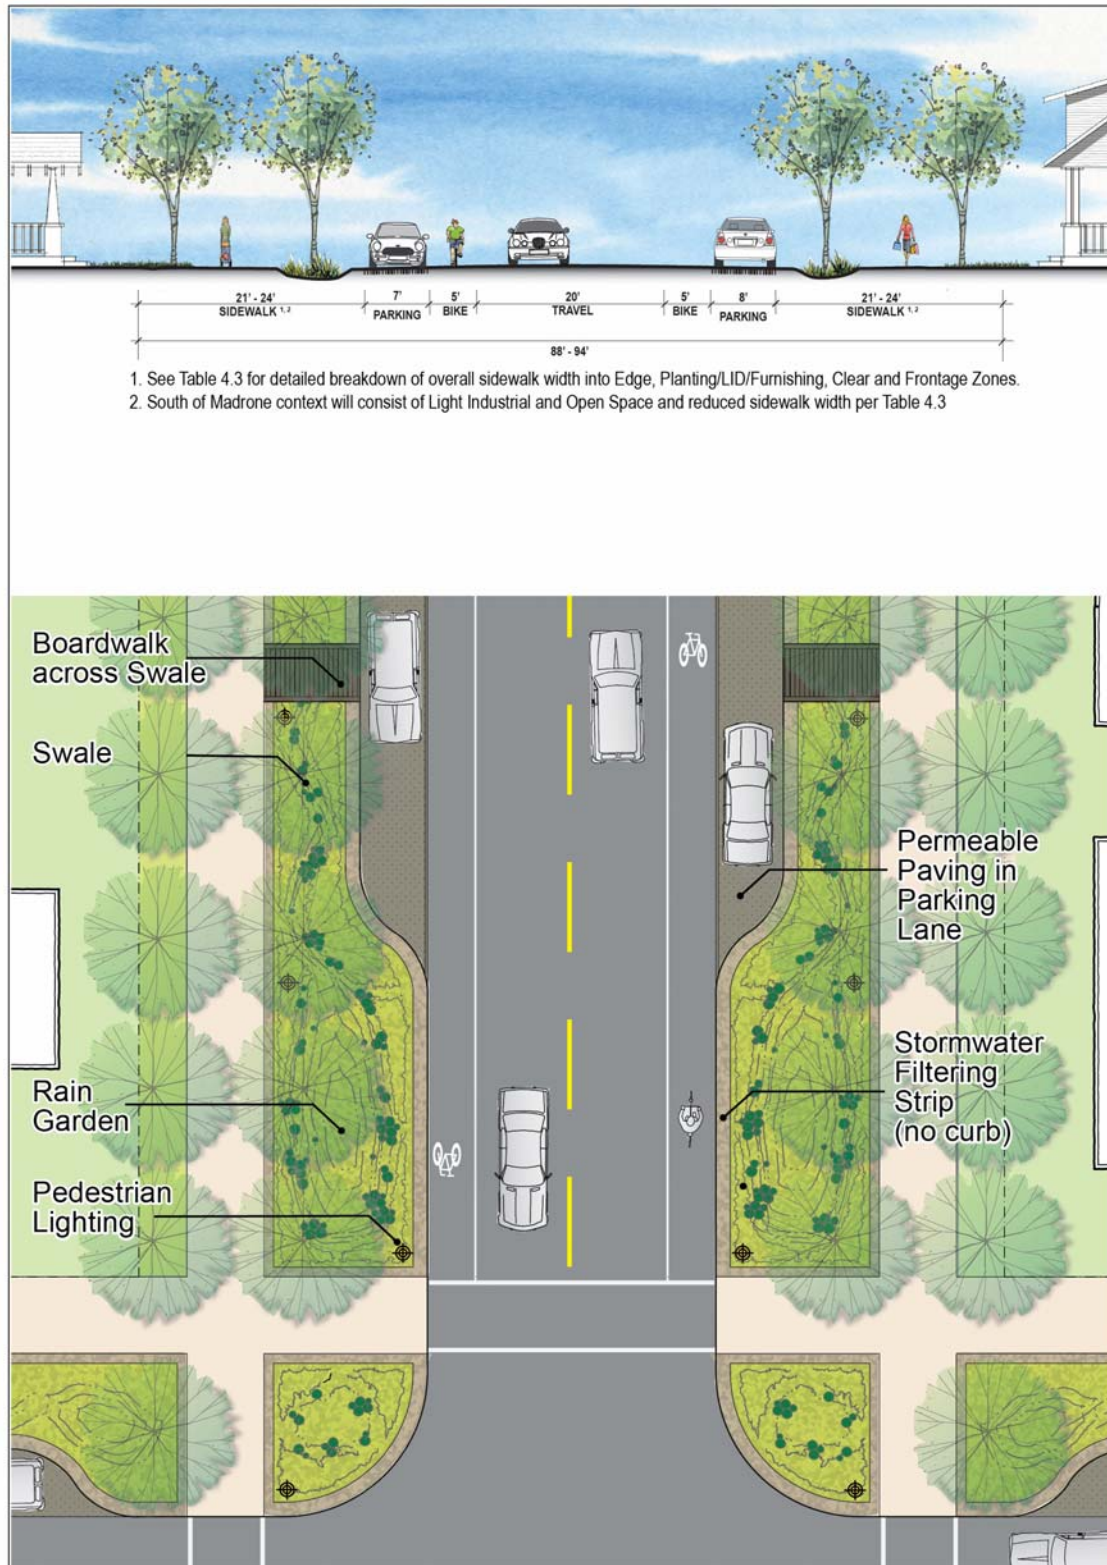 21' - 24' 7' 5' 20' 5' 8' 21' - 24'
SIDEWALK 1, 2 PARKING BIKE TRAVEL BIKE PARKING SIDEWALK 1, 2
88' - 94'
1. See Table 4.3 for detailed breakdown of overall sidewalk width into Edge, Planting/LID/Furnishing, Clear and Frontage Zones.
2. South of Madrone context will consist of Light Industrial and Open Space and reduced sidewalk width per Table 4.3
Boardwalk
across Swale
Swale
Permeable
Paving in
Parking
Lane
Rain
Garden
Stormwater
Filtering
Strip
(no curb)
Pedestrian
Lighting